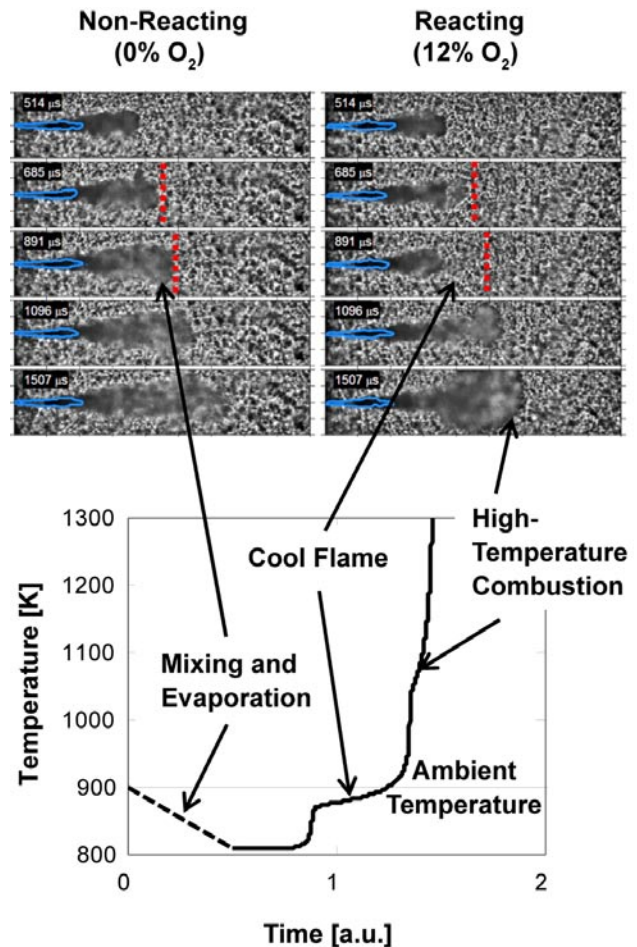 Non-Reacting
(0% O₂)
Reacting
(12% O₂)
514 µs
685 µs
891 µs
1096 µs
1507 µs
514 µs
685 µs
891 µs
1096 µs
1507 µs
1300
1200
1100
1000
900
800
0
1
2
Temperature [K]
Time [a.u.]
Mixing and
Evaporation
Cool Flame
High-
Temperature
Combustion
Ambient
Temperature